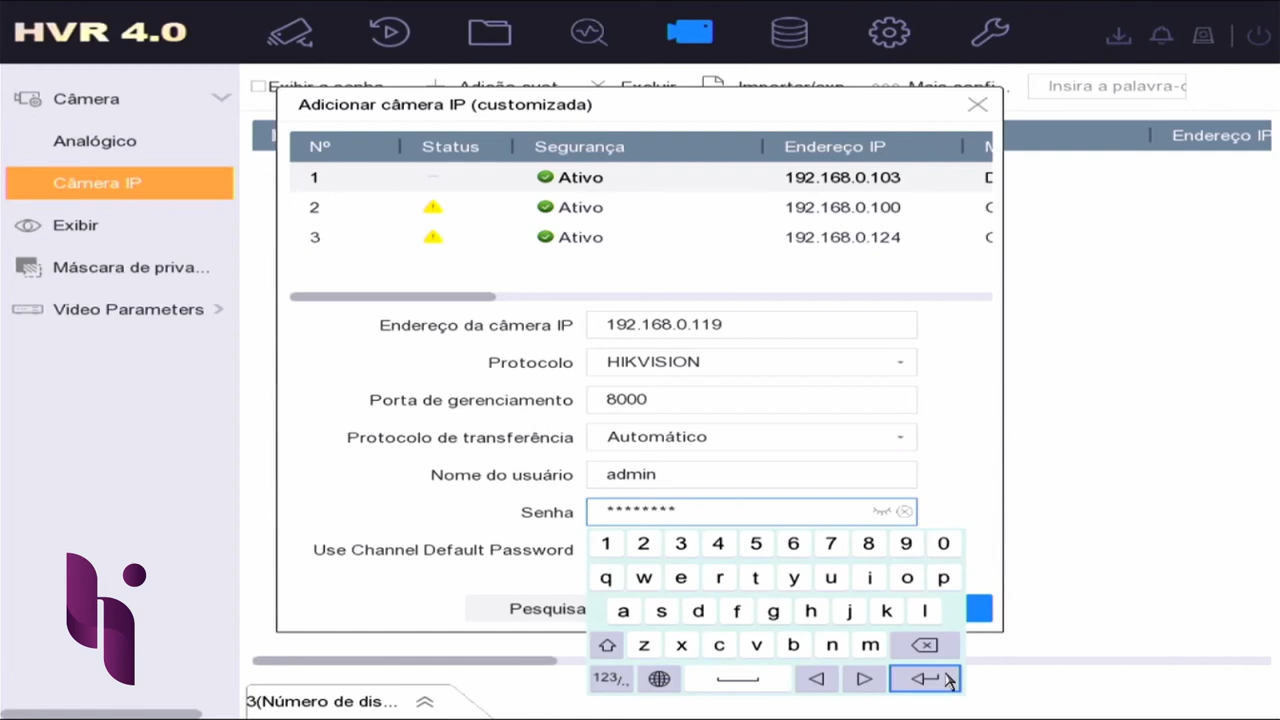 HVR 4.0
Câmera
Analógico
Câmera IP
Exibir
Máscara de priva...
Video Parameters
Insira a palavra-c
Endereço IP
Adicionar câmera IP (customizada)
Nº Status Segurança Endereço IP
1 Ativo 192.168.0.103
2 Ativo 192.168.0.100
3 Ativo 192.168.0.124
Endereço da câmera IP 192.168.0.119
Protocolo HIKVISION
Porta de gerenciamento 8000
Protocolo de transferência Automático
Nome do usuário admin
Senha ********
Use Channel Default Password
Pesquisa
1 2 3 4 5 6 7 8 9 0
q w e r t y u i o p
a s d f g h j k l
z x c v b n m
123/..
3(Número de dis...